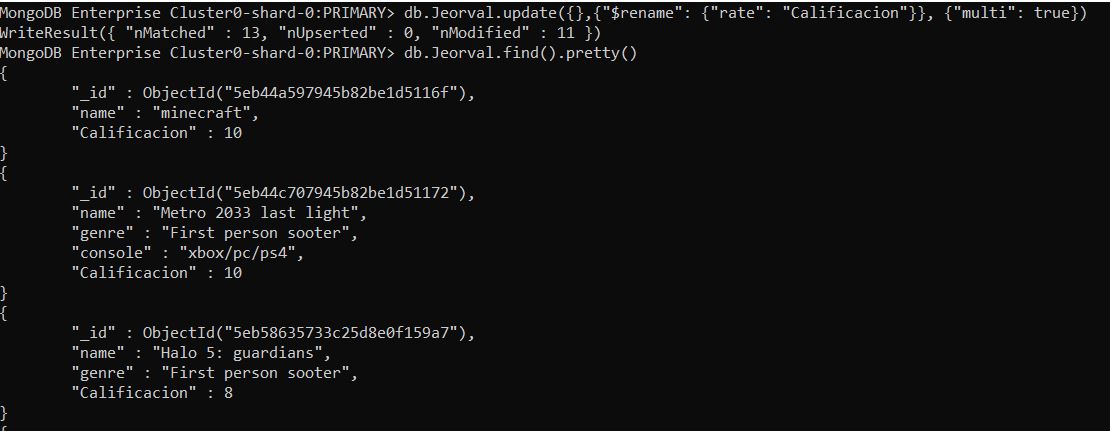 MongoDB Enterprise Cluster0-shard-0:PRIMARY> db.Jeorval.update({},{"$rename": {"rate": "Calificacion"}}, {"multi": true})
WriteResult({ "nMatched" : 13, "nUpserted" : 0, "nModified" : 11 })
MongoDB Enterprise Cluster0-shard-0:PRIMARY> db.Jeorval.find().pretty()
{
        "_id" : ObjectId("5eb44a597945b82be1d5116f"),
        "name" : "minecraft",
        "Calificacion" : 10
}
{
        "_id" : ObjectId("5eb44c707945b82be1d51172"),
        "name" : "Metro 2033 last light",
        "genre" : "First person sooter",
        "console" : "xbox/pc/ps4",
        "Calificacion" : 10
}
{
        "_id" : ObjectId("5eb58635733c25d8e0f159a7"),
        "name" : "Halo 5: guardians",
        "genre" : "First person sooter",
        "Calificacion" : 8
}
{